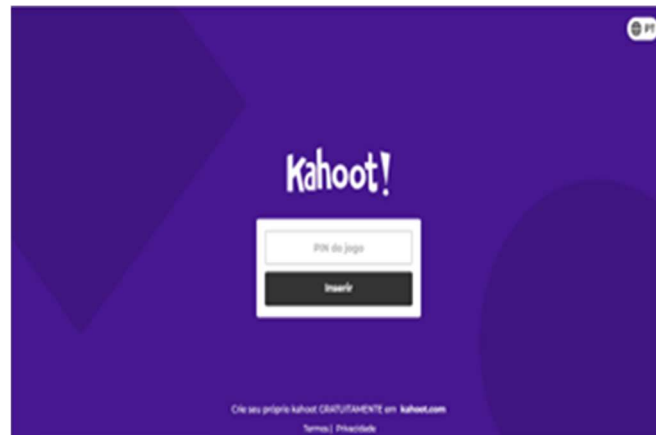 PT
Kahoot!
PIN do jogo
Inserir
Crie seu próprio kahoot GRATUITAMENTE em kahoot.com
Termos | Privacidade